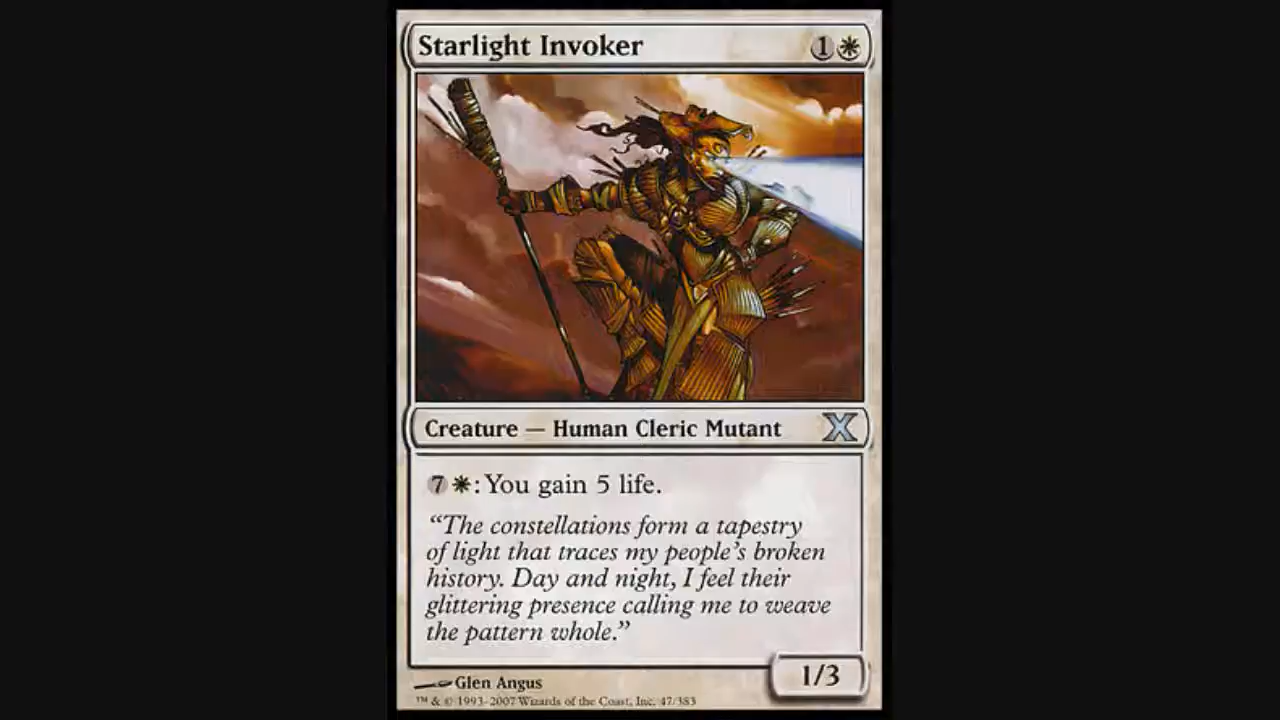 Starlight Invoker 1
Creature — Human Cleric Mutant X
7 : You gain 5 life.
“The constellations form a tapestry
of light that traces my people’s broken
history. Day and night, I feel their
glittering presence calling me to weave
the pattern whole.”
1/3
Glen Angus
™ & © 1993–2007 Wizards of the Coast, Inc. 47/383